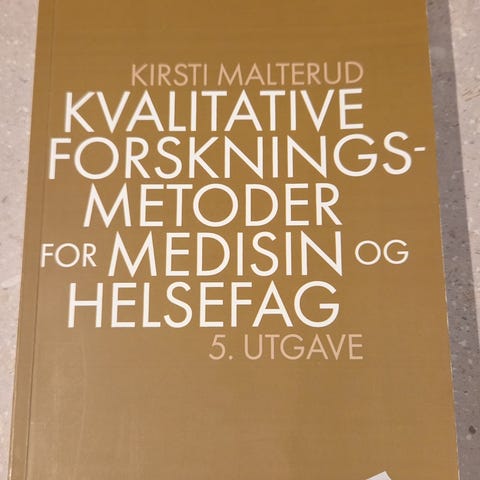 KIRSTI MALTERUD
KVALITATIVE
FORSKNINGS-
METODER
FOR MEDISIN OG
HELSEFAG
5. UTGAVE